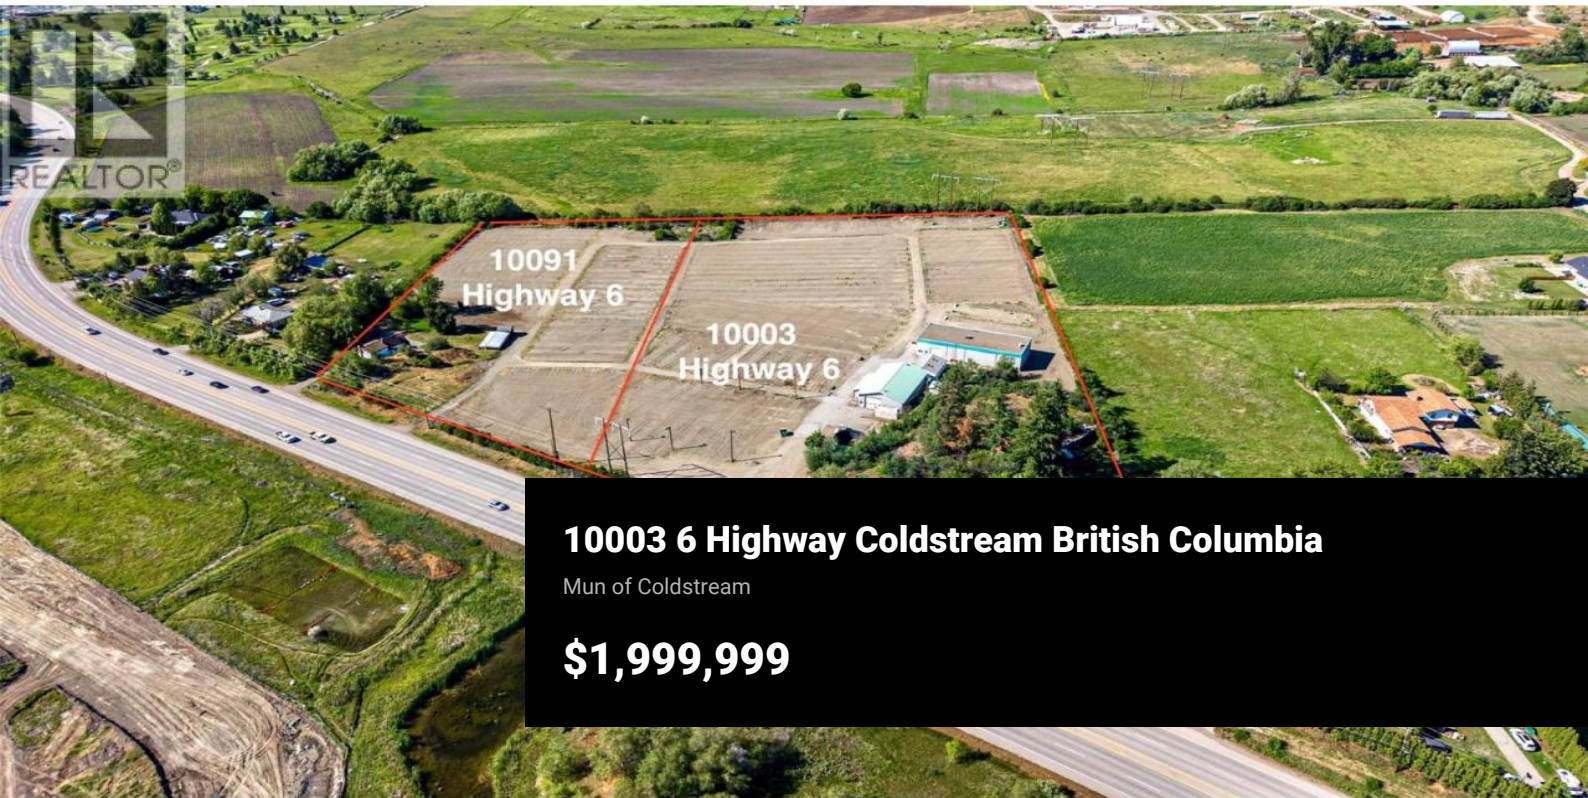 REALTOR®
10091
Highway 6
10003
Highway 6
10003 6 Highway Coldstream British Columbia
Mun of Coldstream
$1,999,999